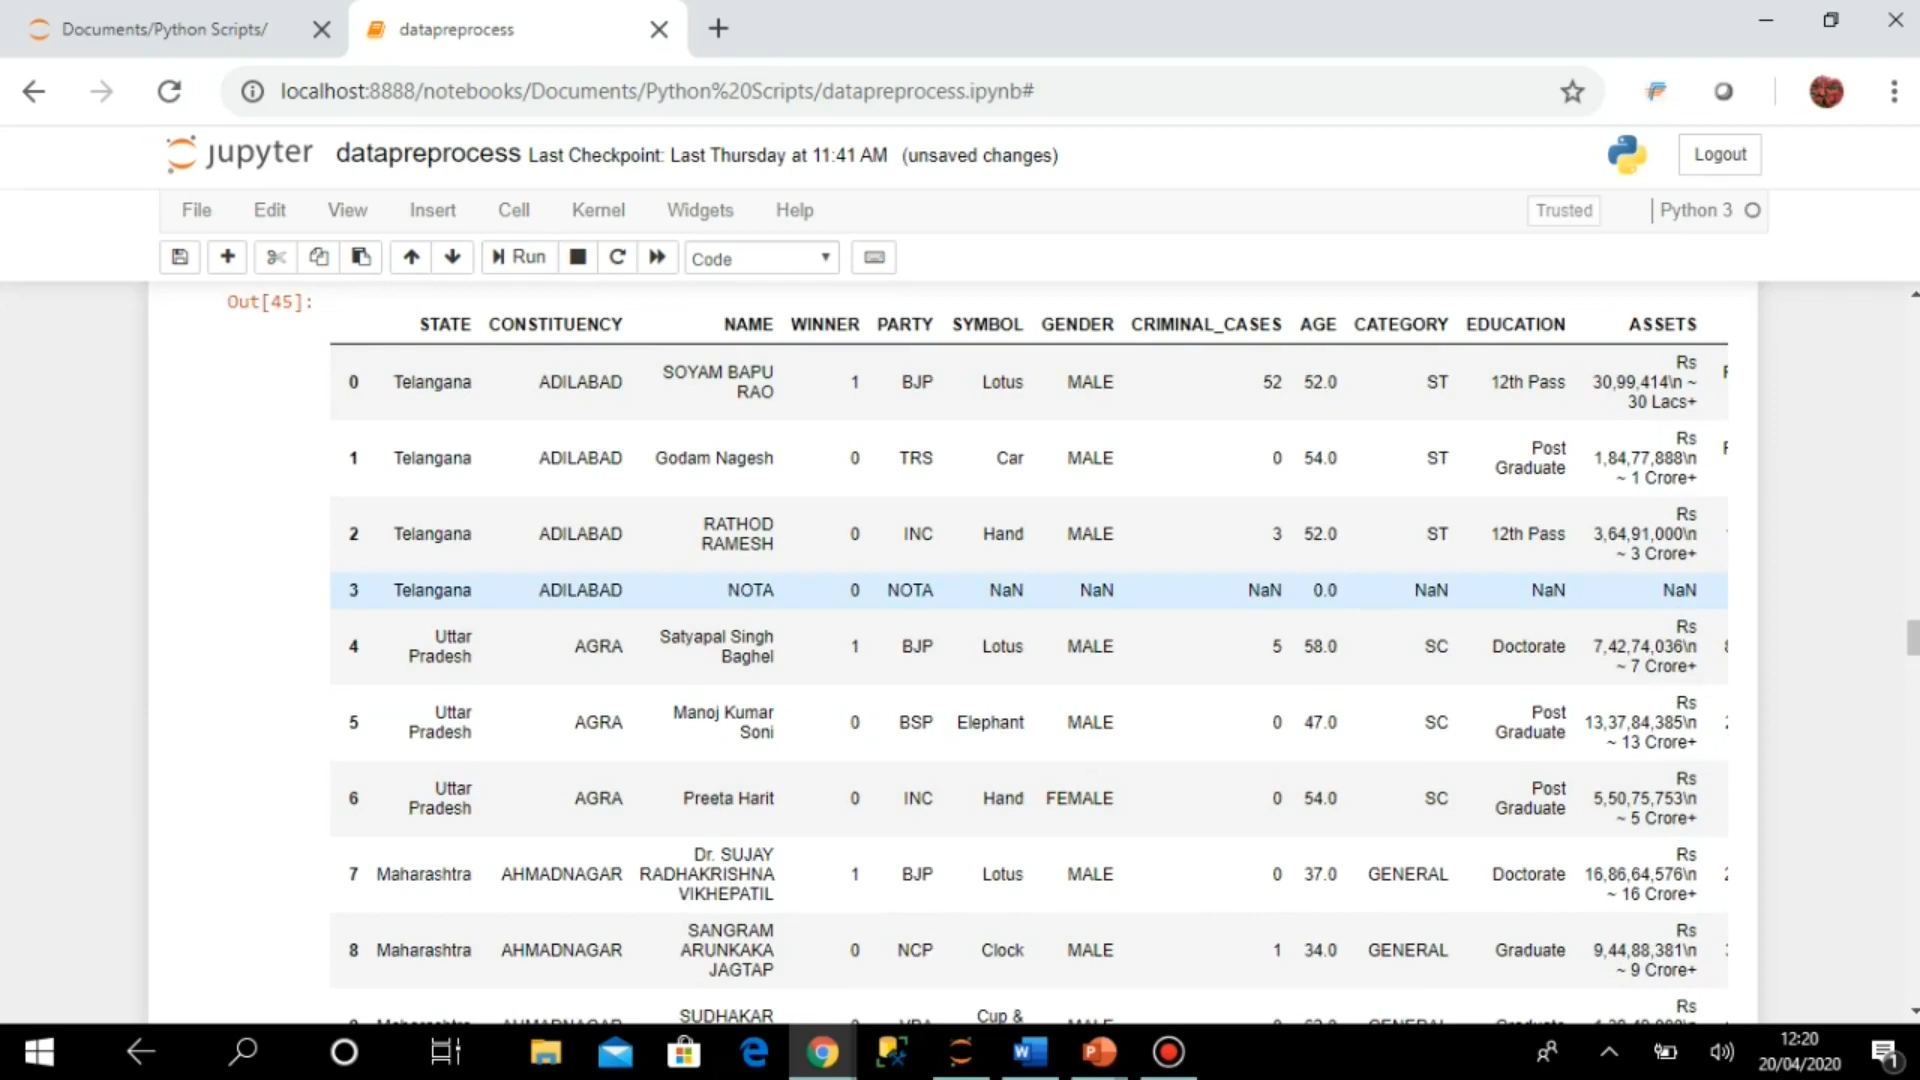 Documents/Python Scripts/
datapreprocess
localhost:8888/notebooks/Documents/Python%20Scripts/datapreprocess.ipynb#
jupyter datapreprocess Last Checkpoint: Last Thursday at 11:41 AM (unsaved changes)
Logout
File Edit View Insert Cell Kernel Widgets Help
Trusted
Python 3
Run
Code
Out[45]:
STATE CONSTITUENCY NAME WINNER PARTY SYMBOL GENDER CRIMINAL_CASES AGE CATEGORY EDUCATION ASSETS
0 Telangana ADILABAD SOYAM BAPU RAO 1 BJP Lotus MALE 52 52.0 ST 12th Pass Rs 30,99,414\n ~ 30 Lacs+
1 Telangana ADILABAD Godam Nagesh 0 TRS Car MALE 0 54.0 ST Post Graduate Rs 1,84,77,888\n ~ 1 Crore+
2 Telangana ADILABAD RATHOD RAMESH 0 INC Hand MALE 3 52.0 ST 12th Pass Rs 3,64,91,000\n ~ 3 Crore+
3 Telangana ADILABAD NOTA 0 NOTA NaN NaN NaN 0.0 NaN NaN NaN
4 Uttar Pradesh AGRA Satyapal Singh Baghel 1 BJP Lotus MALE 5 58.0 SC Doctorate Rs 7,42,74,036\n ~ 7 Crore+
5 Uttar Pradesh AGRA Manoj Kumar Soni 0 BSP Elephant MALE 0 47.0 SC Post Graduate Rs 13,37,84,385\n ~ 13 Crore+
6 Uttar Pradesh AGRA Preeta Harit 0 INC Hand FEMALE 0 54.0 SC Post Graduate Rs 5,50,75,753\n ~ 5 Crore+
7 Maharashtra AHMADNAGAR Dr. SUJAY RADHAKRISHNA VIKHEPATIL 1 BJP Lotus MALE 0 37.0 GENERAL Doctorate Rs 16,86,64,576\n ~ 16 Crore+
8 Maharashtra AHMADNAGAR SANGRAM ARUNKAKA JAGTAP 0 NCP Clock MALE 1 34.0 GENERAL Graduate Rs 9,44,88,381\n ~ 9 Crore+
SUDHAKAR Cup & Rs
12:20
20/04/2020
1